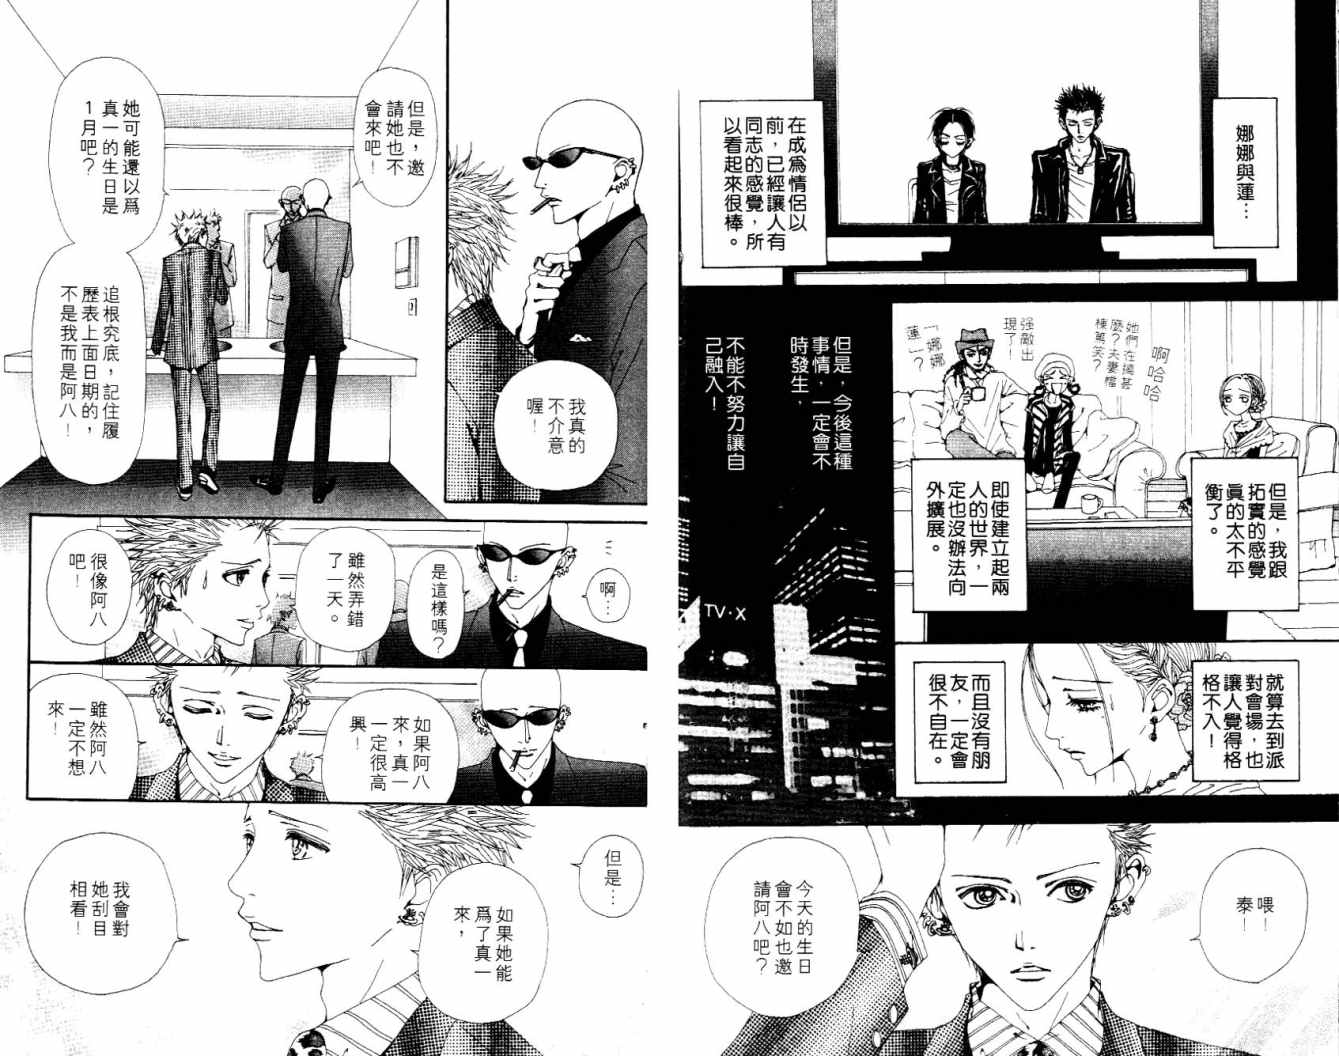 娜娜與蓮…
在成爲情侶以
前，已經讓人有
同志的感覺，所
以看起來很棒。
啊哈哈
她們在搞甚
麼？夫妻檔
棟篤笑？
强敵出
現了！
「娜娜
蓮」？
但是，我跟
拓實的感覺
眞的太不平
衡了。
即使建立起兩
人的世界，一
定也沒辦法向
外擴展。
就算去到派
對會場，也
讓人覺得格
格不入！
而且沒有朋
友，一定會
很不自在。
但是，今後這種
事情，一定會不
時發生，
不能不努力讓自
己融入！
TV·X
喂！
泰！
今天的生日
會不如也邀
請阿八吧？
我真的
不介意
喔！
但是，邀
請她也不
會來吧！
她可能還以爲
真一的生日是
1月吧？
追根究底，記住履
歷表上面日期的，
不是我而是阿八！
啊…
是這樣嗎？
雖然弄錯
了一天。
很像阿八
吧！
如果阿八
來，真一
一定很高
興！
雖然阿八
一定不想
來！
但是…
如果她能
爲了真一
來，
我會對
她刮目
相看！